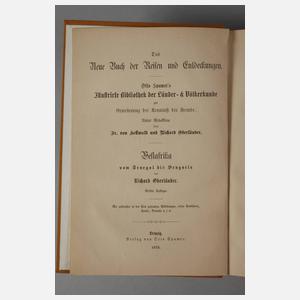 Das
Neue Buch der Reisen und Entdeckungen.
Otto Spamer's
Illustrirte Bibliothek der Länder- & Völkerkunde
zur
Erweiterung der Kenntniß der Fremde.
Unter Redaktion
von
Fr. von Hellwald und Richard Oberländer.
Westafrika
vom Senegal bis Benguela
von
Richard Oberländer.
Dritte Auflage.
Leipzig.
Verlag von Otto Spamer.